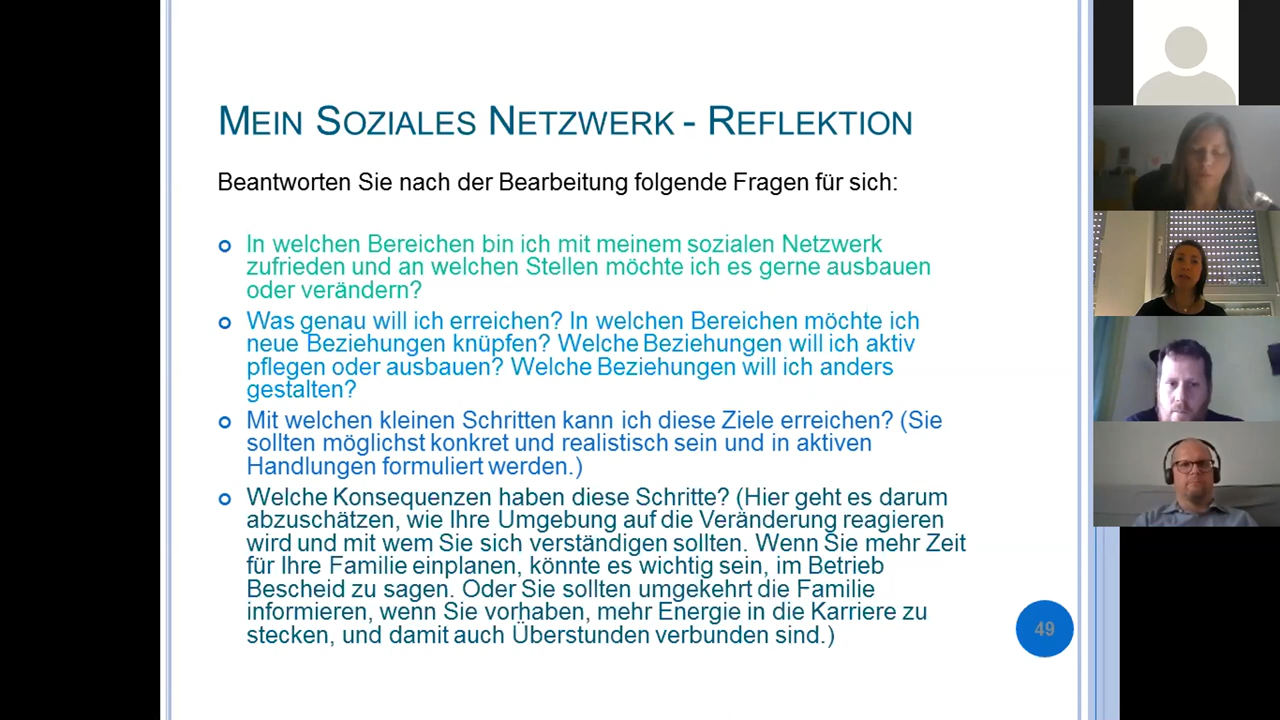 MEIN SOZIALES NETZWERK - REFLEKTION
Beantworten Sie nach der Bearbeitung folgende Fragen für sich:
In welchen Bereichen bin ich mit meinem sozialen Netzwerk
zufrieden und an welchen Stellen möchte ich es gerne ausbauen
oder verändern?
Was genau will ich erreichen? In welchen Bereichen möchte ich
neue Beziehungen knüpfen? Welche Beziehungen will ich aktiv
pflegen oder ausbauen? Welche Beziehungen will ich anders
gestalten?
Mit welchen kleinen Schritten kann ich diese Ziele erreichen? (Sie
sollten möglichst konkret und realistisch sein und in aktiven
Handlungen formuliert werden.)
Welche Konsequenzen haben diese Schritte? (Hier geht es darum
abzuschätzen, wie Ihre Umgebung auf die Veränderung reagieren
wird und mit wem Sie sich verständigen sollten. Wenn Sie mehr Zeit
für Ihre Familie einplanen, könnte es wichtig sein, im Betrieb
Bescheid zu sagen. Oder Sie sollten umgekehrt die Familie
informieren, wenn Sie vorhaben, mehr Energie in die Karriere zu
stecken, und damit auch Überstunden verbunden sind.)
49